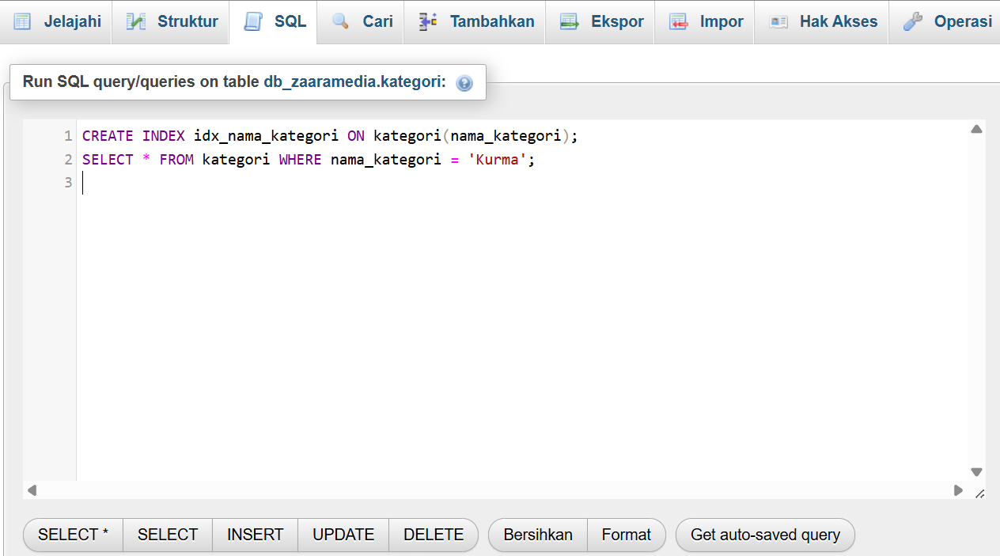 Jelajahi Struktur SQL Cari Tambahkan Ekspor Impor Hak Akses Operasi
Run SQL query/queries on table db_zaaramedia.kategori:
1 CREATE INDEX idx_nama_kategori ON kategori(nama_kategori);
2 SELECT * FROM kategori WHERE nama_kategori = 'Kurma';
3
SELECT * SELECT INSERT UPDATE DELETE Bersihkan Format Get auto-saved query